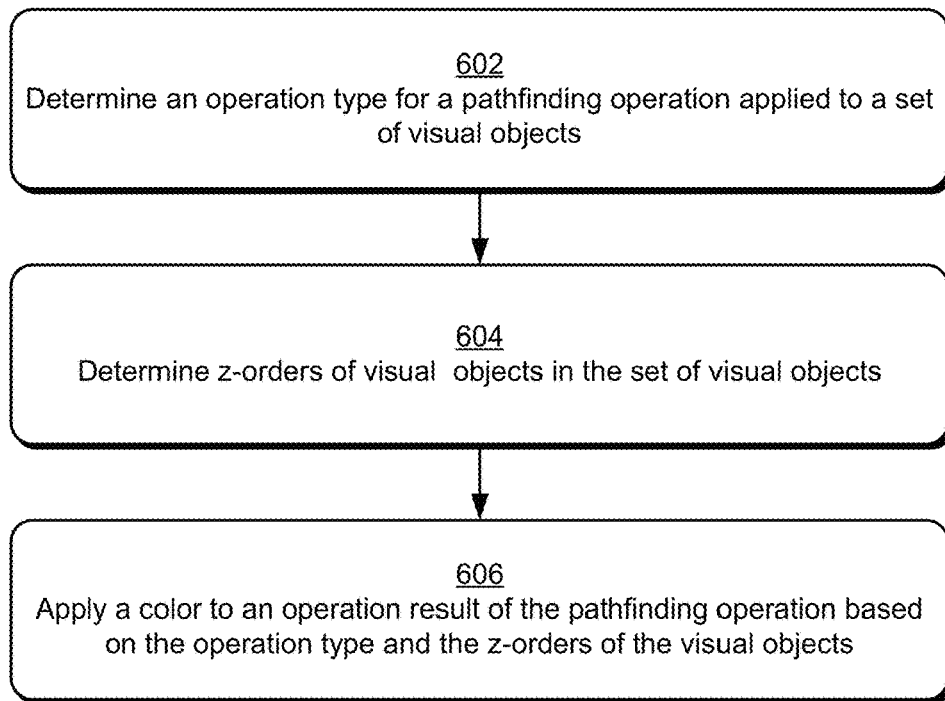 602
Determine an operation type for a pathfinding operation applied to a set
of visual objects
604
Determine z-orders of visual objects in the set of visual objects
606
Apply a color to an operation result of the pathfinding operation based
on the operation type and the z-orders of the visual objects